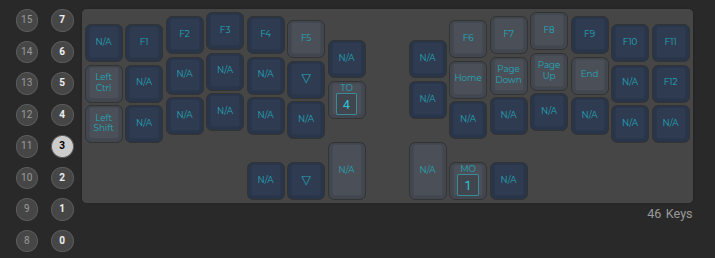 15 7
14 6
13 5
12 4
11 3
10 2
9 1
8 0
N/A F1 F2 F3 F4 F5 N/A N/A F6 F7 F8 F9 F10 F11
Left Ctrl N/A N/A N/A N/A ▽ TO 4 N/A Home Page Down Page Up End N/A F12
Left Shift N/A N/A N/A N/A N/A N/A N/A N/A N/A N/A N/A
N/A ▽ N/A N/A MO 1 N/A
46 Keys